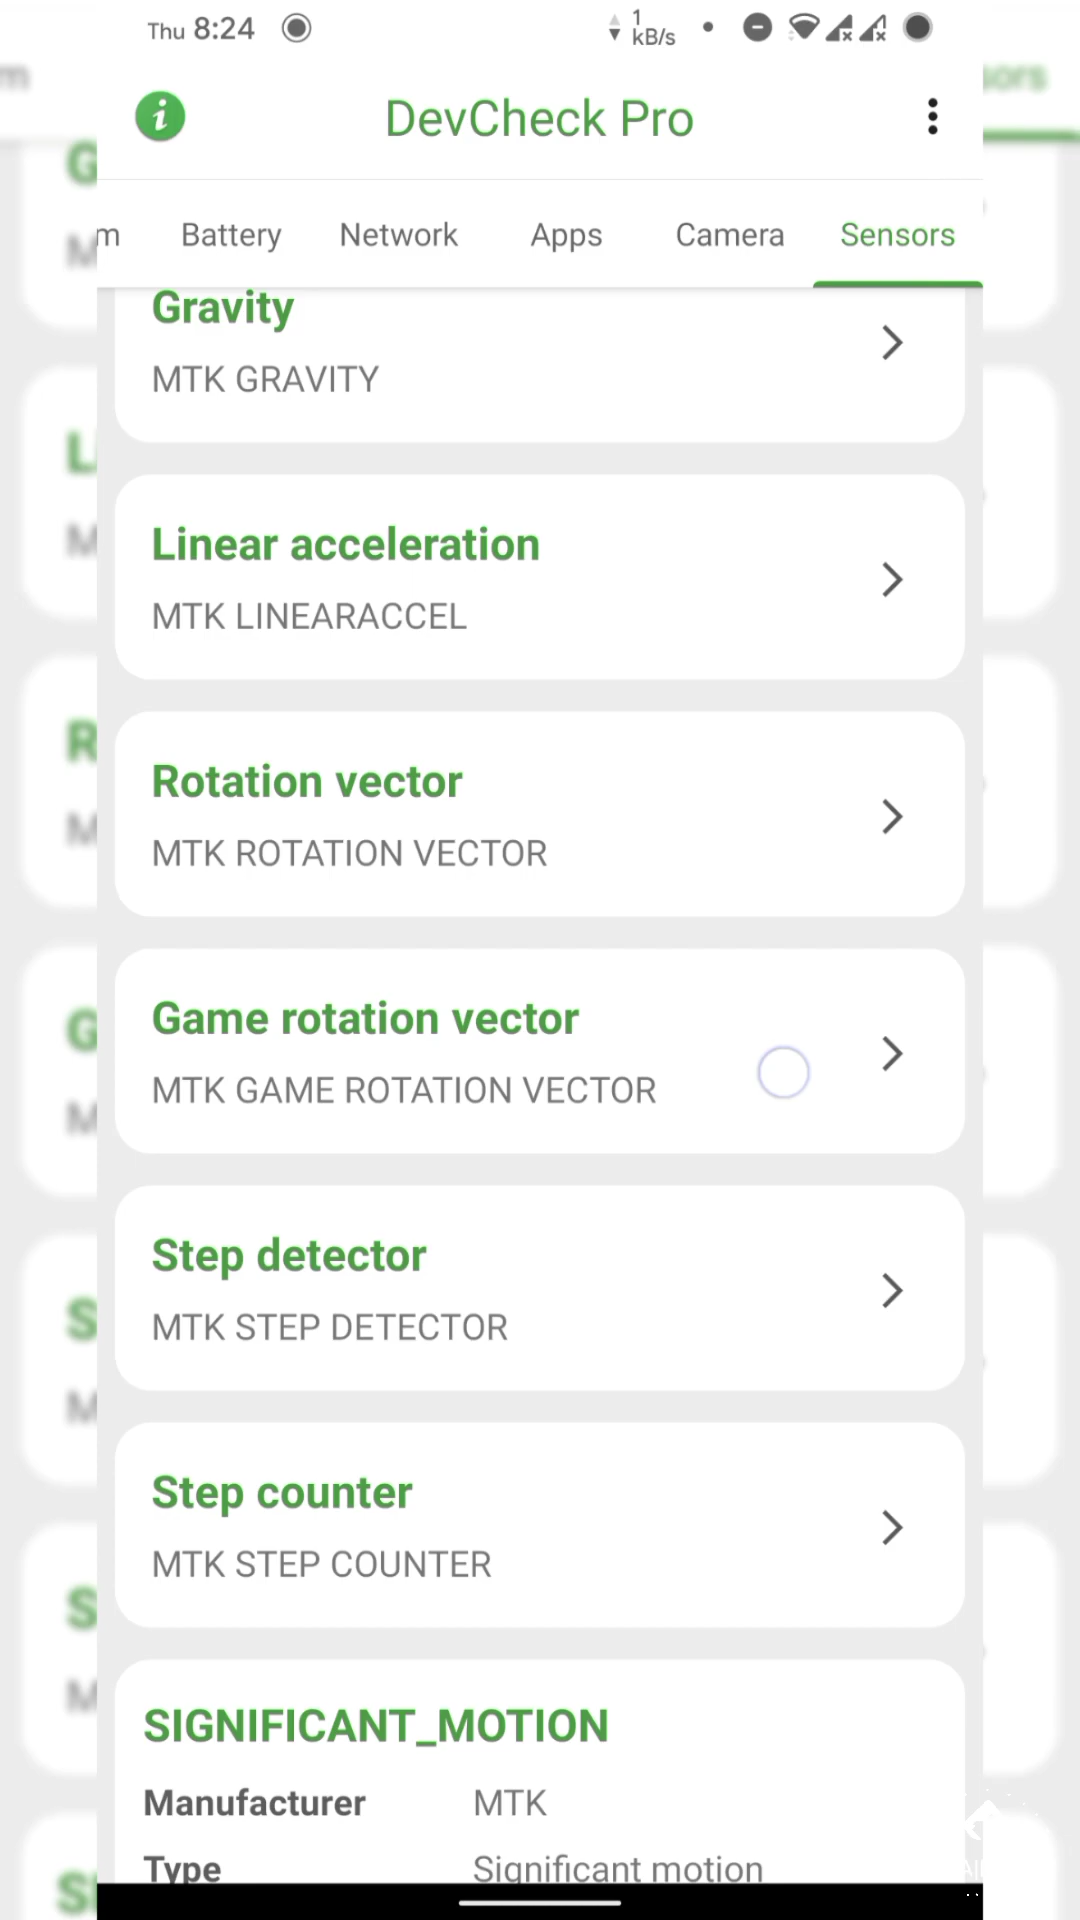 Thu 8:24
1
kB/s
DevCheck Pro
m Battery Network Apps Camera Sensors
Gravity
MTK GRAVITY
Linear acceleration
MTK LINEARACCEL
Rotation vector
MTK ROTATION VECTOR
Game rotation vector
MTK GAME ROTATION VECTOR
Step detector
MTK STEP DETECTOR
Step counter
MTK STEP COUNTER
SIGNIFICANT_MOTION
Manufacturer MTK
Type Significant motion